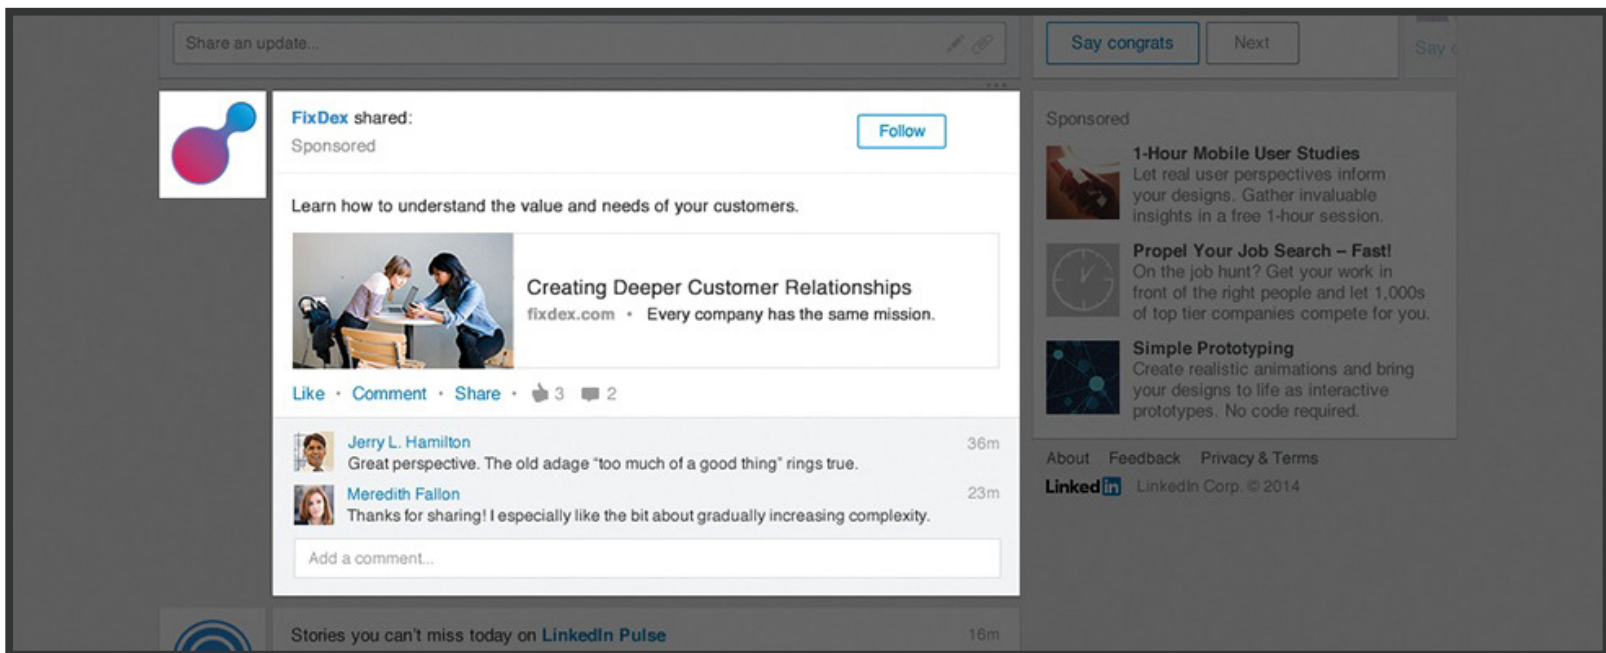 Share an update...
Say congrats
Next
Say
FixDex shared:
Sponsored
Follow
Learn how to understand the value and needs of your customers.
Creating Deeper Customer Relationships
fixdex.com • Every company has the same mission.
Like • Comment • Share • 3 2
Jerry L. Hamilton
36m
Great perspective. The old adage “too much of a good thing” rings true.
Meredith Fallon
23m
Thanks for sharing! I especially like the bit about gradually increasing complexity.
Add a comment...
Stories you can't miss today on LinkedIn Pulse
16m
Sponsored
1-Hour Mobile User Studies
Let real user perspectives inform
your designs. Gather invaluable
insights in a free 1-hour session.
Propel Your Job Search – Fast!
On the job hunt? Get your work in
front of the right people and let 1,000s
of top tier companies compete for you.
Simple Prototyping
Create realistic animations and bring
your designs to life as interactive
prototypes. No code required.
About Feedback Privacy & Terms
Linked in LinkedIn Corp. © 2014